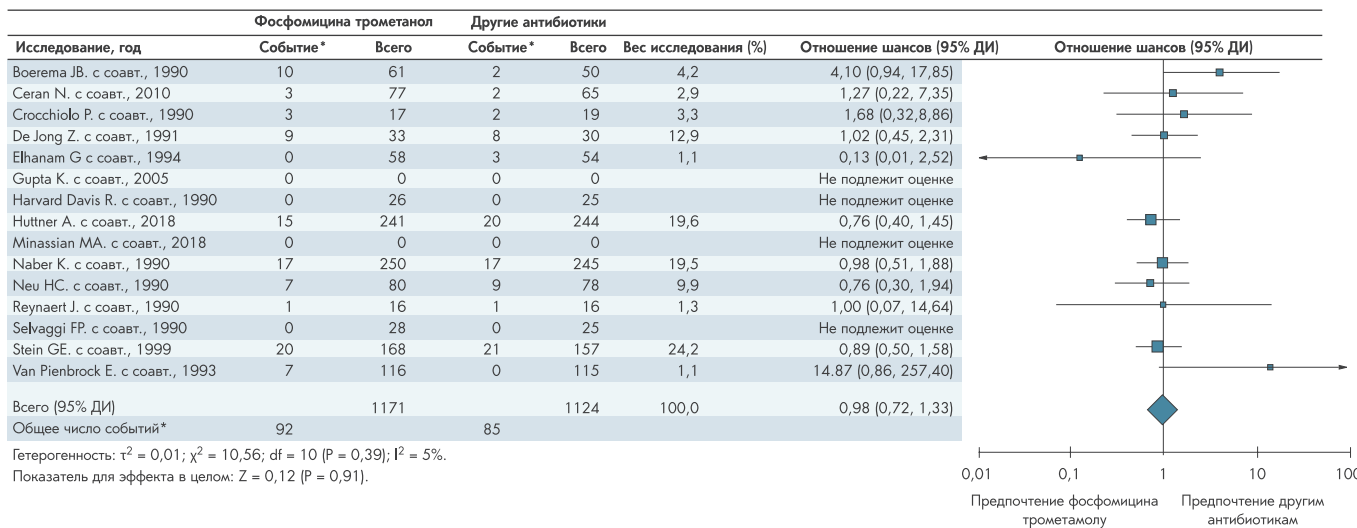 Фосфомицина трометанол Другие антибиотики
Исследование, год Событие* Всего Событие* Всего Вес исследования (%) Отношение шансов (95% ДИ) Отношение шансов (95% ДИ)
Boerema JB. с соавт., 1990 10 61 2 50 4,2 4,10 (0,94, 17,85)
Ceran N. с соавт., 2010 3 77 2 65 2,9 1,27 (0,22, 7,35)
Crocchiolo P. с соавт., 1990 3 17 2 19 3,3 1,68 (0,32,8,86)
De Jong Z. с соавт., 1991 9 33 8 30 12,9 1,02 (0,45, 2,31)
Elhanam G с соавт., 1994 0 58 3 54 1,1 0,13 (0,01, 2,52)
Gupta K. с соавт., 2005 0 0 0 0 Не подлежит оценке
Harvard Davis R. с соавт., 1990 0 26 0 25 Не подлежит оценке
Huttner A. с соавт., 2018 15 241 20 244 19,6 0,76 (0,40, 1,45)
Minassian MA. с соавт., 2018 0 0 0 0 Не подлежит оценке
Naber K. с соавт., 1990 17 250 17 245 19,5 0,98 (0,51, 1,88)
Neu HC. с соавт., 1990 7 80 9 78 9,9 0,76 (0,30, 1,94)
Reynaert J. с соавт., 1990 1 16 1 16 1,3 1,00 (0,07, 14,64)
Selvaggi FP. с соавт., 1990 0 28 0 25 Не подлежит оценке
Stein GE. с соавт., 1999 20 168 21 157 24,2 0,89 (0,50, 1,58)
Van Pienbrock E. с соавт., 1993 7 116 0 115 1,1 14.87 (0,86, 257,40)
Всего (95% ДИ) 1171 1124 100,0 0,98 (0,72, 1,33)
Общее число событий* 92 85
Гетерогенность: τ² = 0,01; χ² = 10,56; df = 10 (P = 0,39); I² = 5%.
Показатель для эффекта в целом: Z = 0,12 (P = 0,91).
0,01 0,1 1 10 100
Предпочтение фосфомицина Предпочтение другим
трометамолу антибиотикам